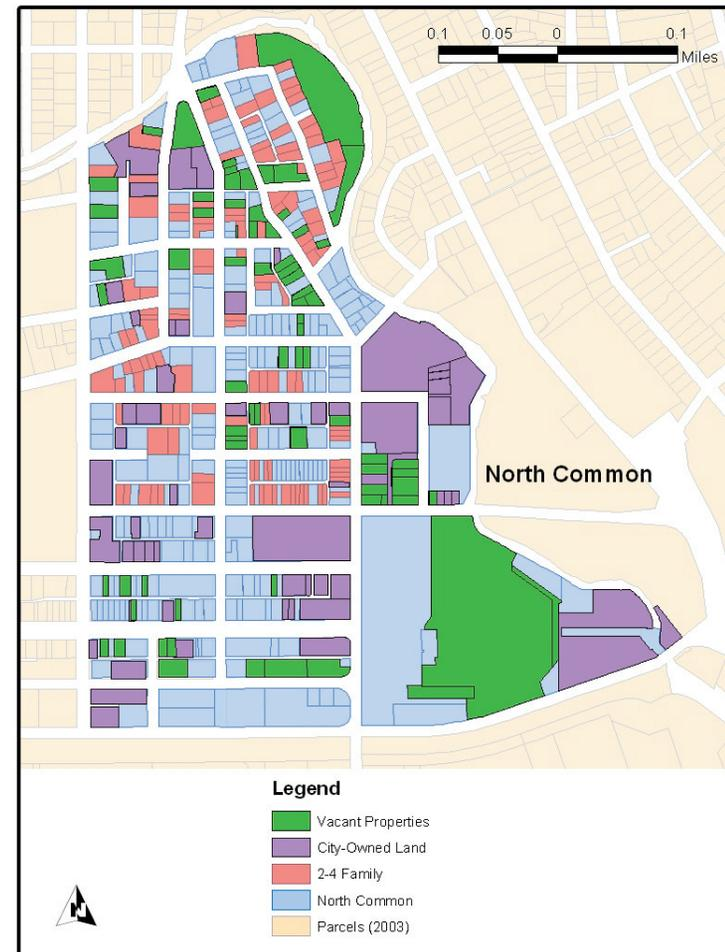 0.1 0.05 0 0.1
Miles
North Common
Legend
Vacant Properties
City-Owned Land
2-4 Family
North Common
Parcels (2003)
N